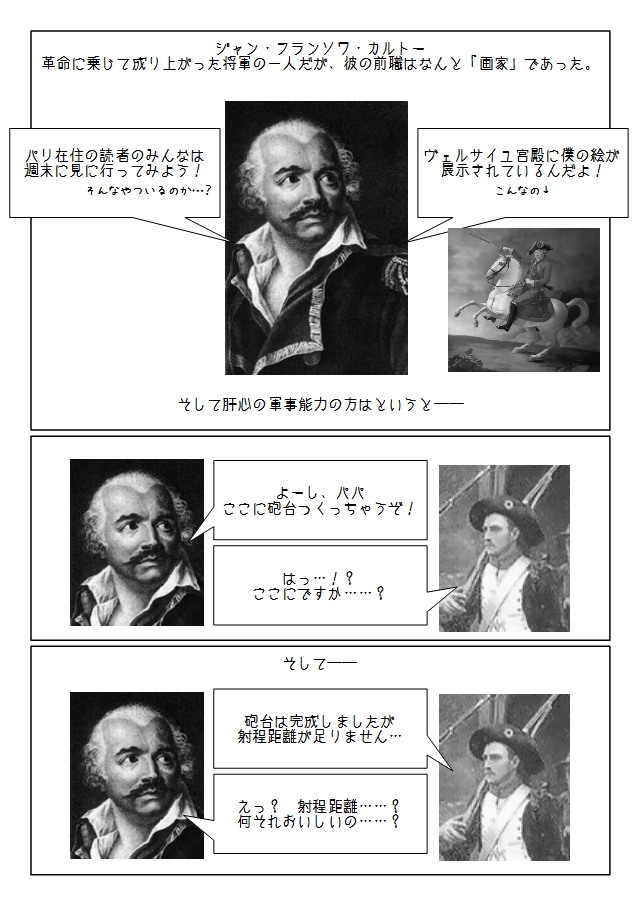 ジャン・フランソワ・カルトー
革命に乗じて成り上がった将軍の一人だが、彼の前職はなんと「画家」であった。
パリ在住の読者のみんなは
週末に見に行ってみよう！
そんなやついるのか…？
ヴェルサイユ宮殿に僕の絵が
展示されているんだよ！
こんなの↓
そして肝心の軍事能力の方はというと――
よーし、パパ
ここに砲台つくっちゃうぞ！
はっ…！？
ここにですか……？
そして――
砲台は完成しましたが
射程距離が足りません…
えっ？　射程距離……？
何それおいしいの……？